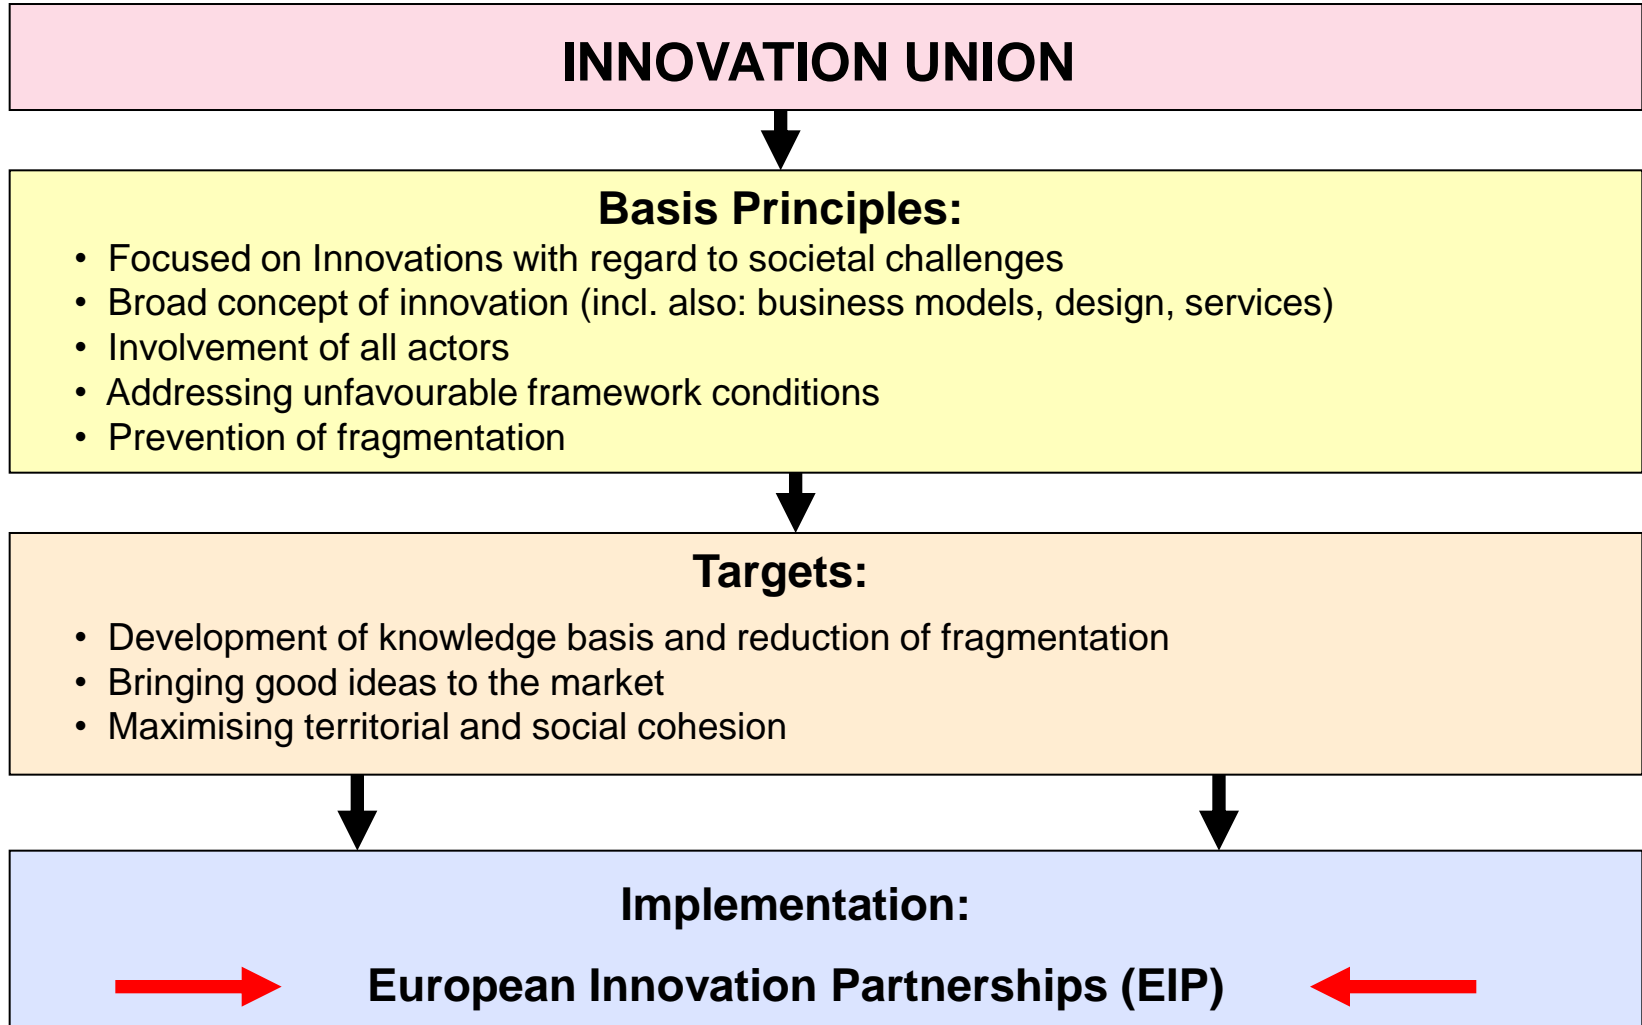 INNOVATION UNION
Basis Principles:
• Focused on Innovations with regard to societal challenges
• Broad concept of innovation (incl. also: business models, design, services)
• Involvement of all actors
• Addressing unfavourable framework conditions
• Prevention of fragmentation
Targets:
• Development of knowledge basis and reduction of fragmentation
• Bringing good ideas to the market
• Maximising territorial and social cohesion
Implementation:
European Innovation Partnerships (EIP)